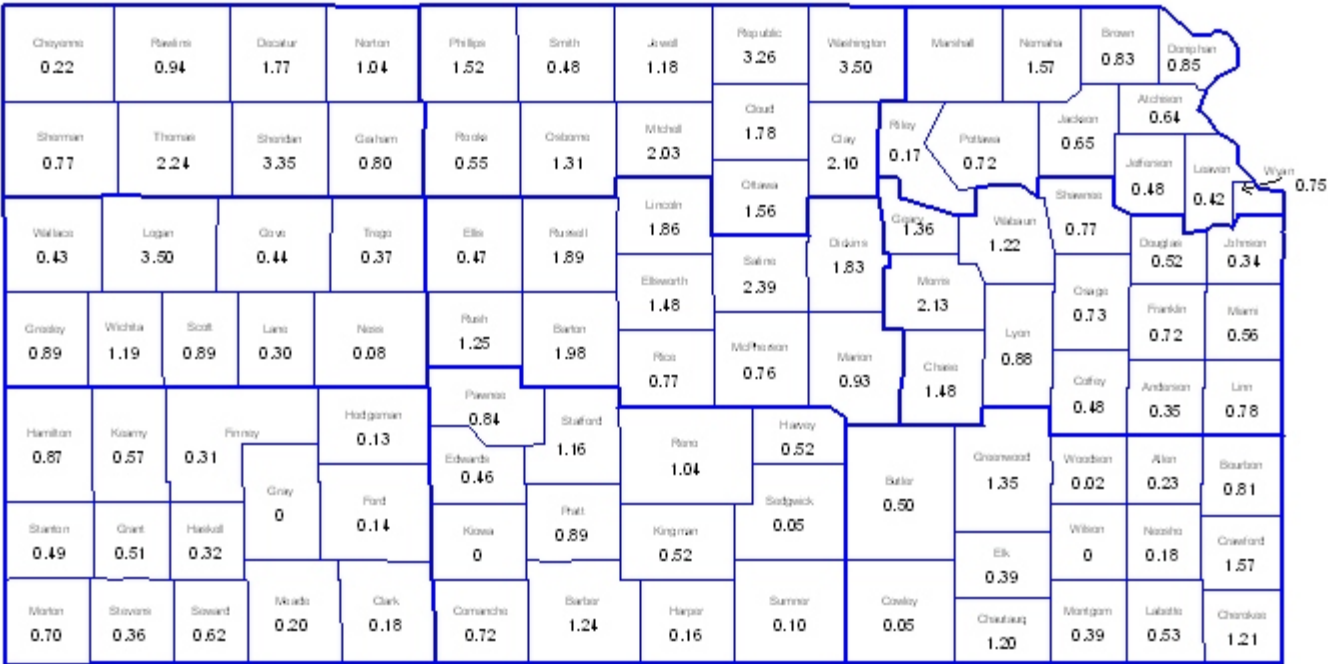 Cheyenne Rawlins Decatur Norton Phillips Smith Jewell Republic Washington Marshall Nemaha Brown Doniphan
0.22 0.94 1.77 1.04 1.52 0.48 1.18 3.26 3.50 1.57 0.83 0.85
Sherman Thomas Sheridan Graham Rooks Osborne Mitchell Cloud Clay Riley Pottawa Jackson Atchison
0.77 2.24 3.35 0.80 0.55 1.31 2.03 1.78 2.10 0.17 0.72 0.65 0.64
Jefferson Leaven Wyan
0.48 0.42 0.75
Wallace Logan Gove Trego Ellis Russell Lincoln Ottawa Dickens Geary Wabaun Shawnee Douglas Johnson
0.43 3.50 0.44 0.37 0.47 1.89 1.86 1.56 1.83 1.36 1.22 0.77 0.52 0.34
Ellsworth Saline Morris Osage Franklin Miami
1.48 2.39 2.13 0.73 0.72 0.56
Greeley Wichita Scott Lane Ness Rush Barton Rice McPherson Marion Chase Lyon Coffey Anderson Linn
0.89 1.19 0.89 0.30 0.08 1.25 1.98 0.77 0.76 0.93 1.48 0.88 0.48 0.35 0.78
Hamilton Kearny Finney Hodgeman Pawnee Stafford Reno Harvey Butler Greenwood Woodson Allen Bourbon
0.87 0.57 0.31 0.13 0.84 1.16 1.04 0.52 0.50 1.35 0.02 0.23 0.81
Gray Ford Edwards Sedgwick
0 0.14 0.46 0.05
Stanton Grant Haskell Kiowa Pratt Kingman Elk Wilson Neosho Crawford
0.49 0.51 0.32 0 0.89 0.52 0.39 0 0.18 1.57
Morton Stevens Seward Meade Clark Comanche Barber Harper Sumner Cowley Chautauq Montgom Labette Cherokee
0.70 0.36 0.62 0.20 0.18 0.72 1.24 0.16 0.10 0.05 1.20 0.39 0.53 1.21